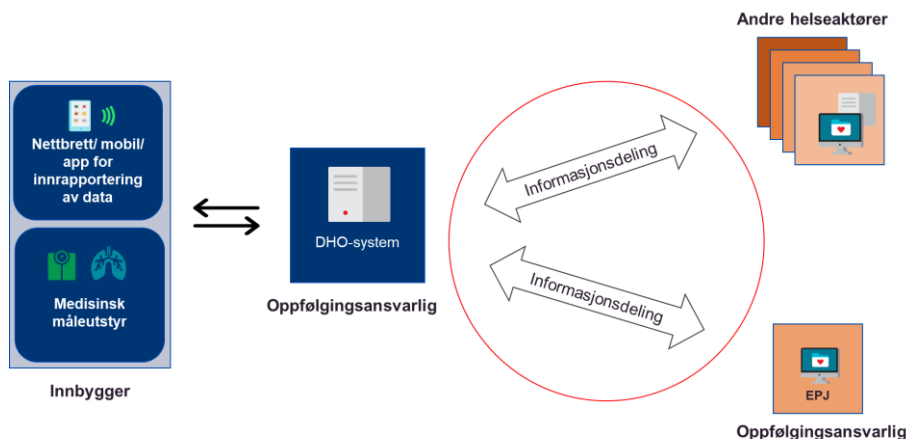 Andre helseaktører
Nettbrett/ mobil/
app for
innrapportering
av data
Medisinsk
måleutstyr
Innbygger
DHO-system
Oppfølgingsansvarlig
Informasjonsdeling
Informasjonsdeling
EPJ
Oppfølgingsansvarlig